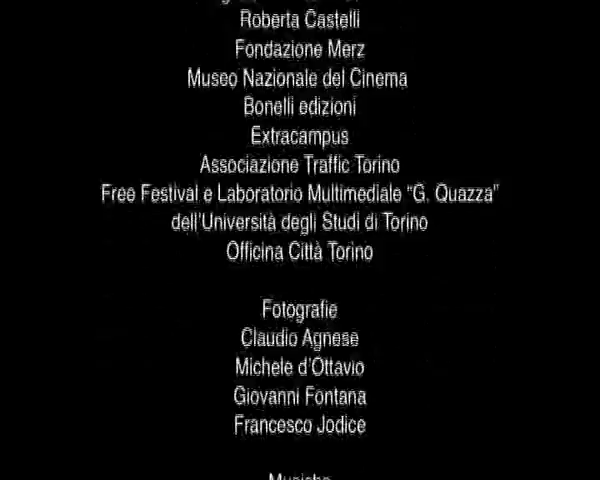 Roberta Castelli
Fondazione Merz
Museo Nazionale del Cinema
Bonelli edizioni
Extracampus
Associazione Traffic Torino
Free Festival e Laboratorio Multimediale “G. Quazza”
dell’Università degli Studi di Torino
Officina Città Torino
Fotografie
Claudio Agnese
Michele d’Ottavio
Giovanni Fontana
Francesco Jodice
Musiche